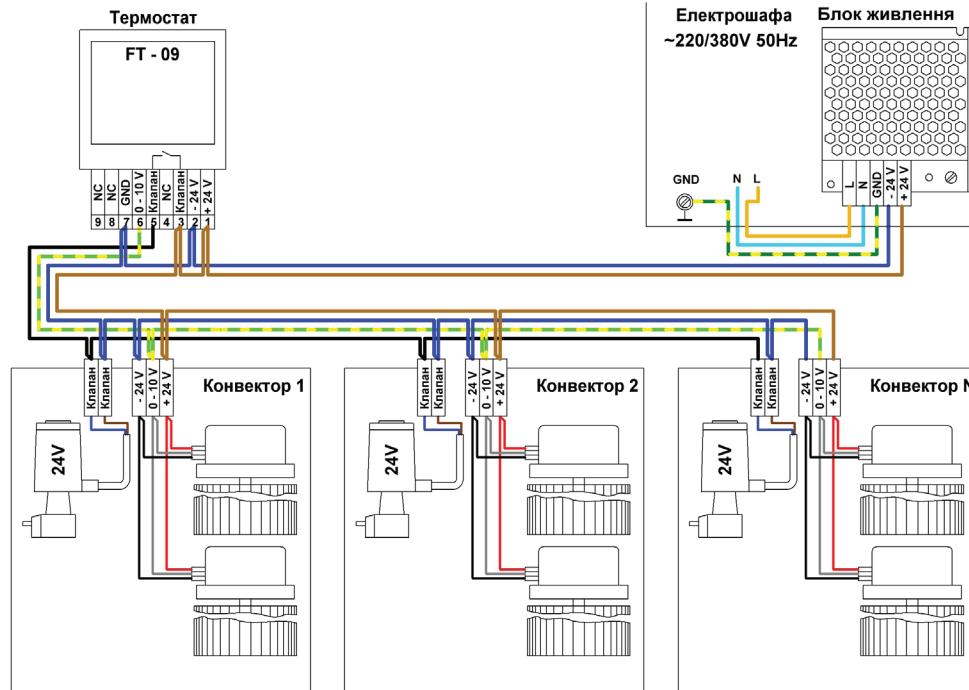 Термостат
FT - 09
NC
NC
GND
0 - 10 V
Клапан
NC
Клапан
- 24 V
+ 24 V
9
8
7
6
5
4
3
2
1
Електрошафа
~220/380V 50Hz
Блок живлення
GND
N
L
L
N
GND
- 24 V
+ 24 V
Клапан
Клапан
- 24 V
0 - 10 V
+ 24 V
Конвектор 1
24V
Клапан
Клапан
- 24 V
0 - 10 V
+ 24 V
Конвектор 2
24V
Клапан
Клапан
- 24 V
0 - 10 V
+ 24 V
Конвектор N
24V